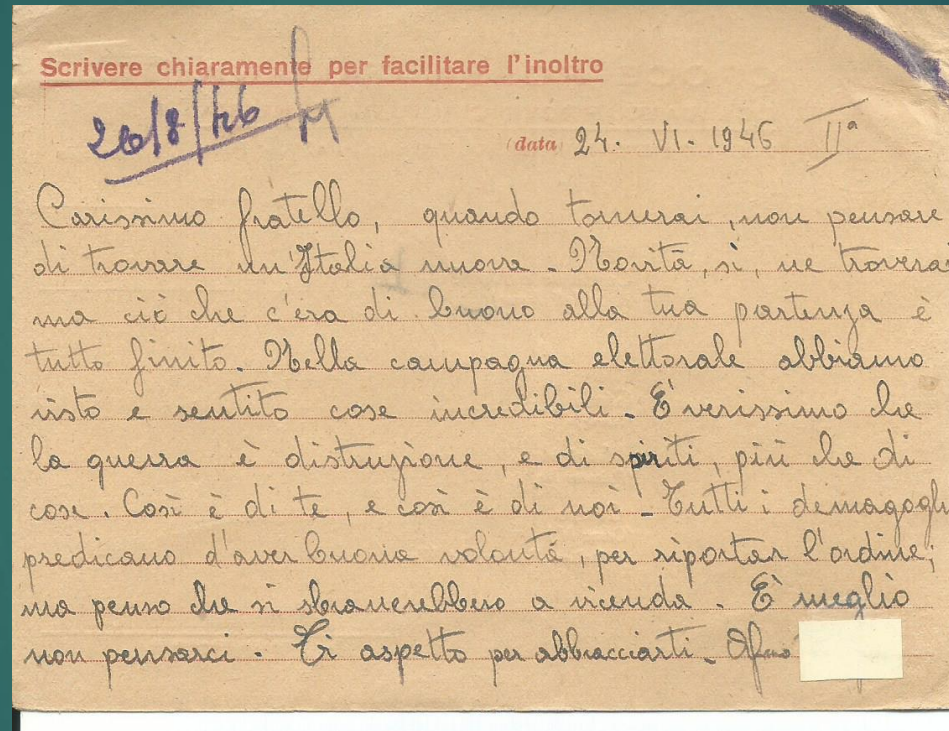 Scrivere chiaramente per facilitare l'inoltro
20/8/46
(data) 24. VI. 1946 IIª
Carissimo fratello, quando tornerai, non pensare
di trovare un'Italia nuova - Novità, sì, ne troverai
ma ciò che c'era di buono alla tua partenza è
tutto finito. Nella campagna elettorale abbiamo
visto e sentito cose incredibili - È verissimo che
la guerra è distruzione, e di spiriti, più che di
cose. Così è di te, e così è di noi - Tutti i demagoghi
predicano d'aver buona volontà, per riportar l'ordine;
ma penso che si sbranerebbero a vicenda. È meglio
non pensarci - Ti aspetto per abbracciarti - Afmo